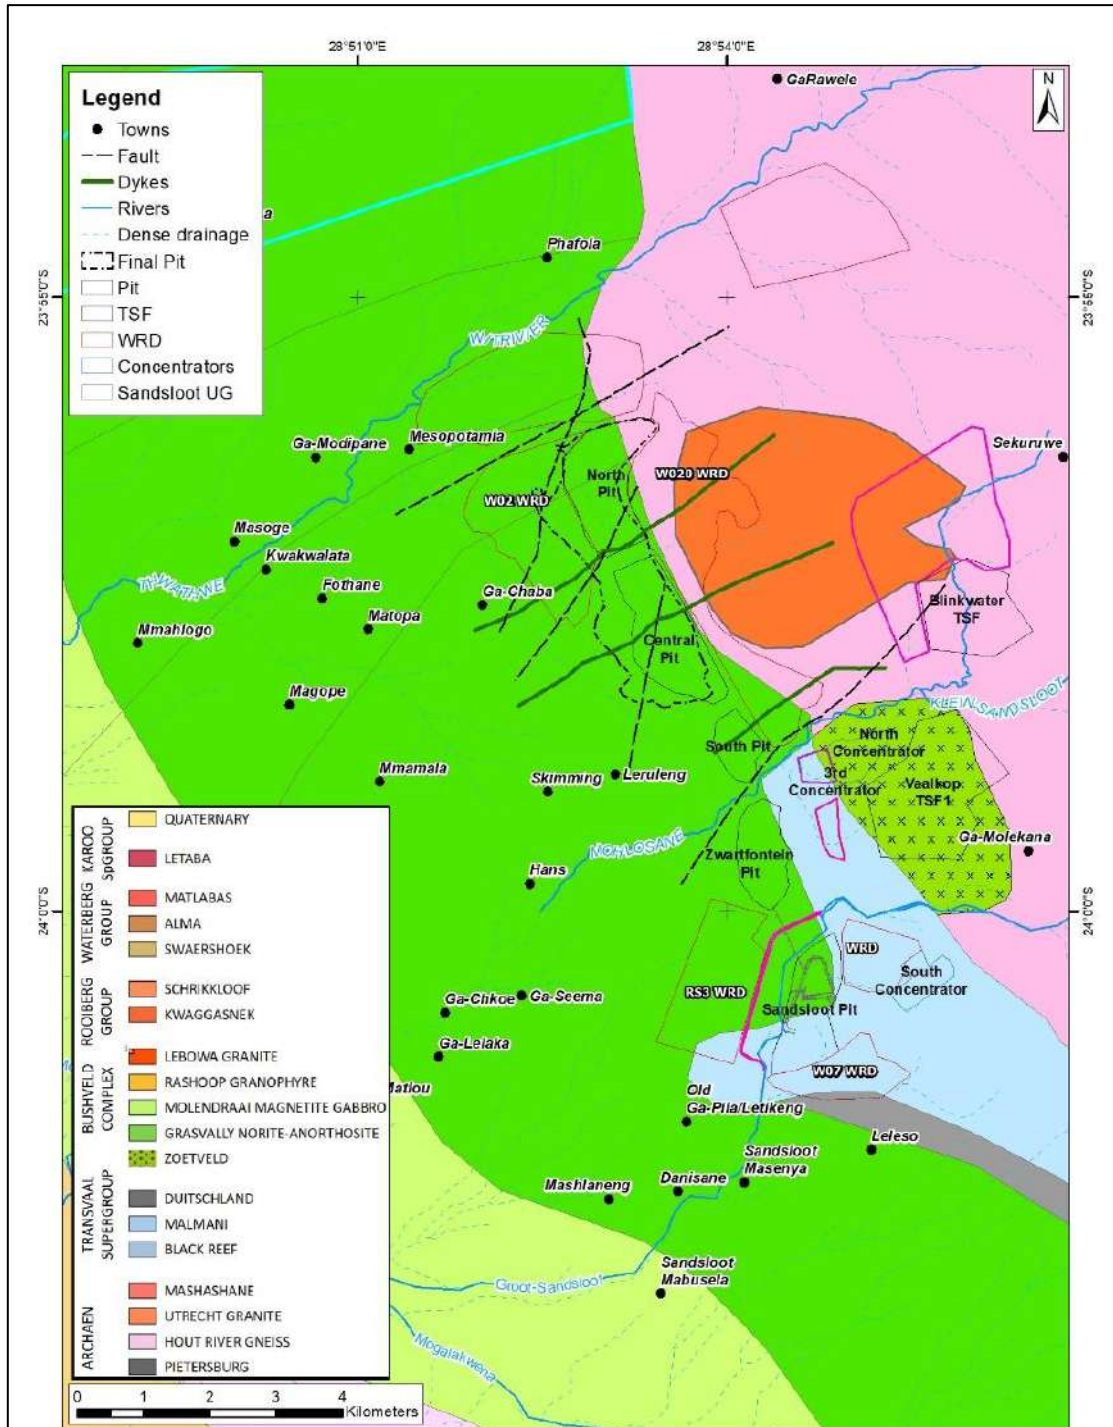 28°51'0"E
28°54'0"E
GaRawele
N
Legend
Towns
Fault
Dykes
Rivers
Dense drainage
Final Pit
Pit
TSF
WRD
Concentrators
Sandsloot UG
a
Phafola
23°55'0"S
23°55'0"S
WITRIVIER
Ga-Modipane
Mesopotamia
Sekuruwe
North
Pit
W020 WRD
W02 WRD
Masoge
Kwakwalata
THWATHWE
Fothane
Ga-Chaba
Matopa
Blinkwater
TSF
Mmahlogo
Central
Pit
Magope
KLEIN SANDSLOOT
South Pit
North
Concentrator
3rd
Concentrator
Vaalkop
TSF1
Mmamala
Skimming
Leruleng
MOHLOSANE
Zwartfontein
Pit
Ga-Molekana
Hans
24°0'0"S
24°0'0"S
WRD
South
Concentrator
RS3 WRD
Sandsloot Pit
Ga-Chkoe
Ga-Seema
Ga-Lelaka
W07 WRD
Matlou
Old
Ga-Pila/Letikeng
Leleso
Sandsloot
Masenya
Danisane
Mashlaneng
Sandsloot
Mabusela
Groot-Sandsloot
Mogalakwena
KAROO
SpGROUP
QUATERNARY
LETABA
WATERBERG
GROUP
MATLABAS
ALMA
SWAERSHOEK
ROOIBERG
GROUP
SCHRIKKLOOF
KWAGGASNEK
BUSHVELD
COMPLEX
LEBOWA GRANITE
RASHOOP GRANOPHYRE
MOLENDRAAI MAGNETITE GABBRO
GRASVALLY NORITE-ANORTHOSITE
ZOETVELD
TRANSVAAL
SUPERGROUP
DUITSCHLAND
MALMANI
BLACK REEF
ARCHAEN
MASHASHANE
UTRECHT GRANITE
HOUT RIVER GNEISS
PIETERSBURG
0 1 2 3 4
Kilometers